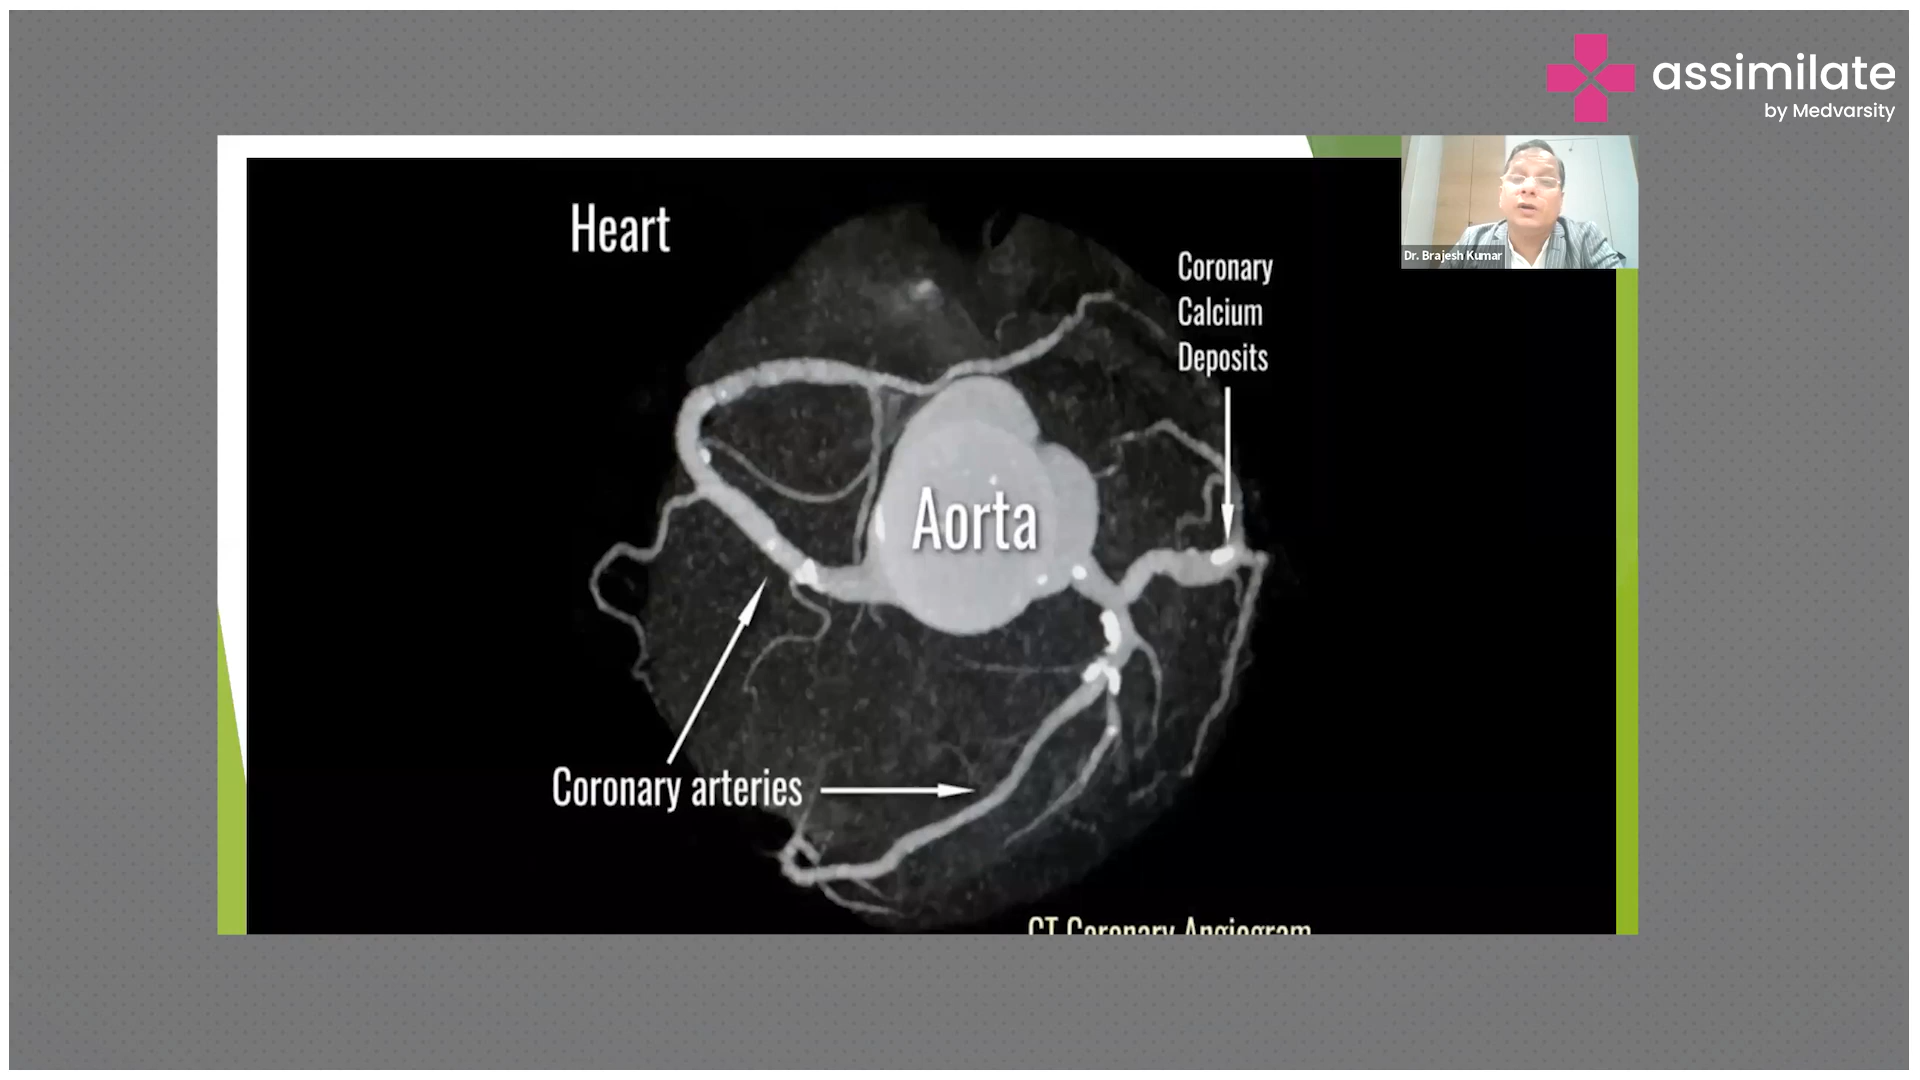 assimilate
by Medvarsity
Heart
Coronary
Calcium
Deposits
Dr. Brajesh Kumar
Aorta
Coronary arteries
CT Coronary Angiogram